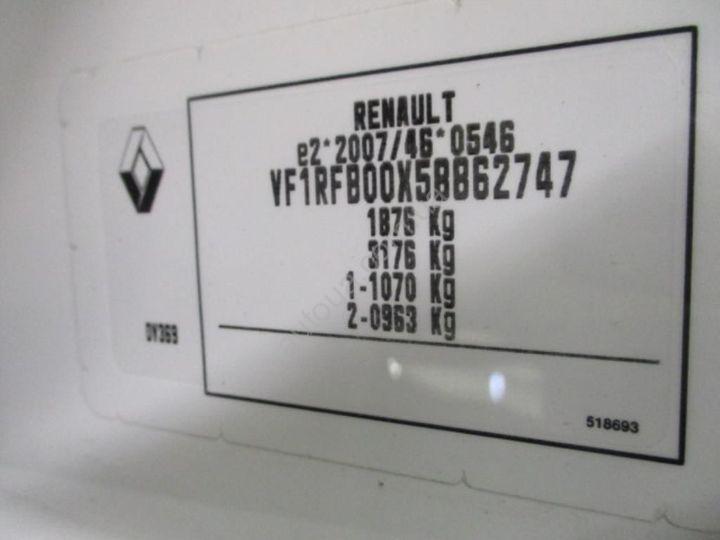 RENAULT
e2*2007/46*0546
VF1RFB00X58862747
1876 Kg
3176 Kg
1-1070 Kg
2-0963 Kg
DV369
518693